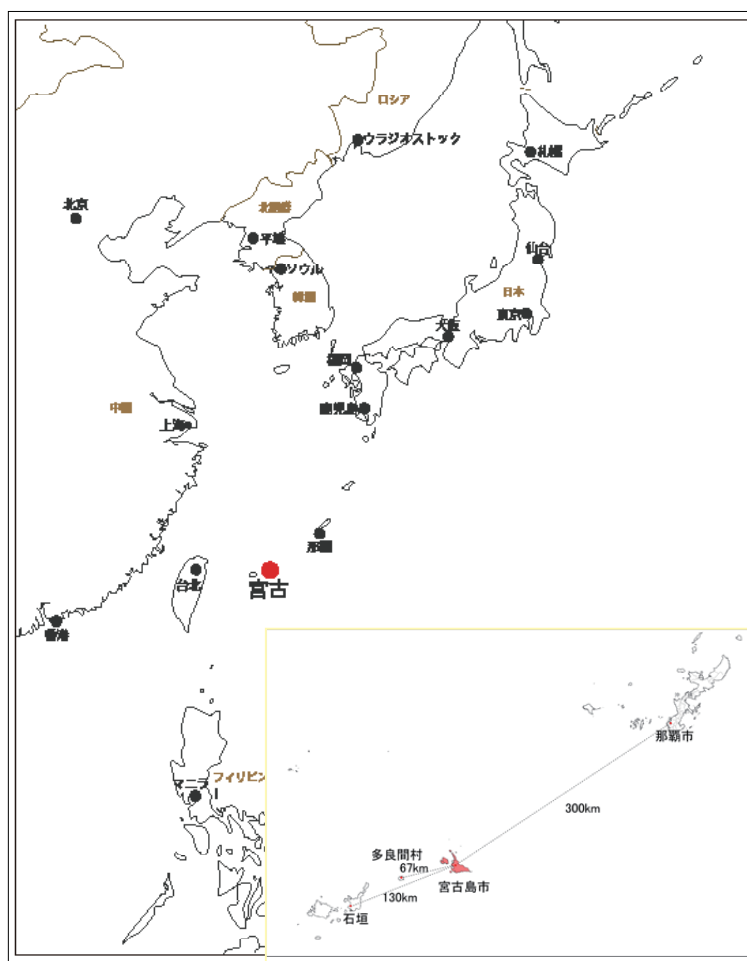 ロシア
ウラジオストック
札幌
北京
北朝鮮
平壌
仙台
ソウル
韓国
日本
東京
大阪
福岡
中国
鹿児島
上海
那覇
台北
宮古
香港
那覇市
マニラ
フィリピン
300km
多良間村
67km
宮古島市
130km
石垣